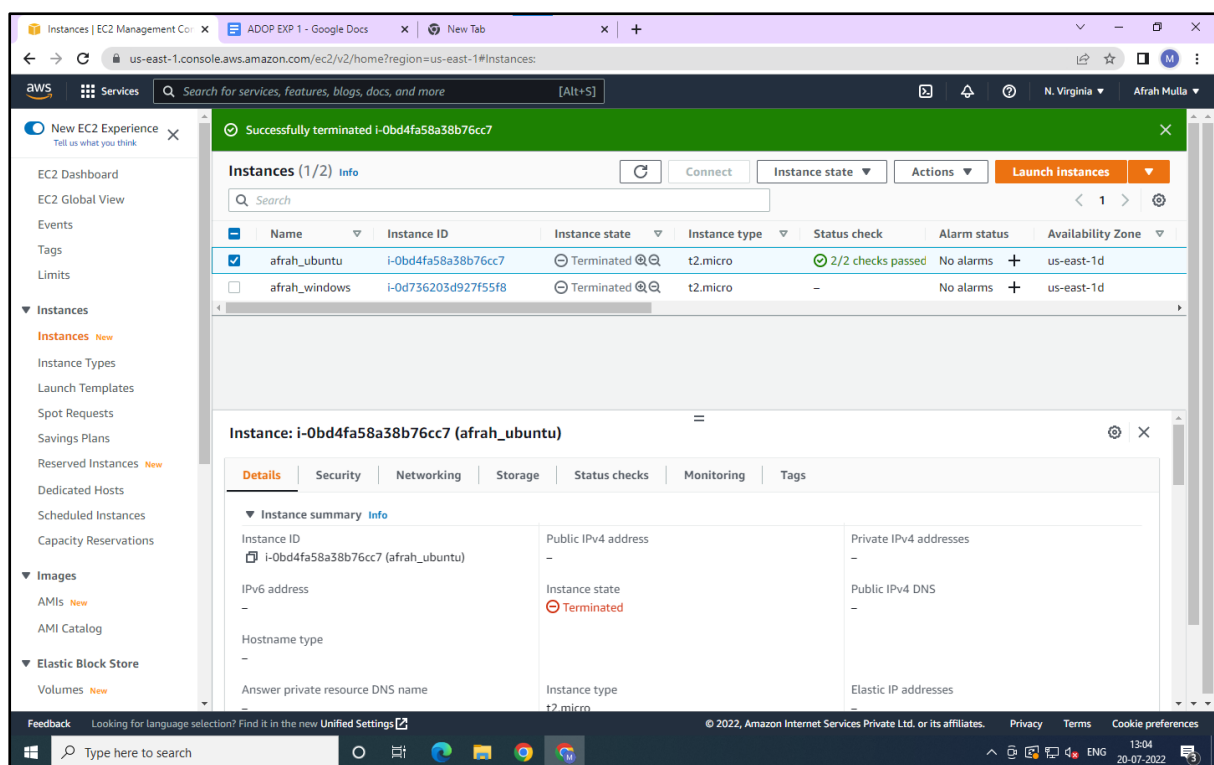 Instances | EC2 Management Con
ADOP EXP 1 - Google Docs
New Tab
us-east-1.console.aws.amazon.com/ec2/v2/home?region=us-east-1#Instances:
M
aws
Services
Search for services, features, blogs, docs, and more
[Alt+S]
N. Virginia
Afrah Mulla
New EC2 Experience
Tell us what you think
EC2 Dashboard
EC2 Global View
Events
Tags
Limits
Instances
Instances New
Instance Types
Launch Templates
Spot Requests
Savings Plans
Reserved Instances New
Dedicated Hosts
Scheduled Instances
Capacity Reservations
Images
AMIs New
AMI Catalog
Elastic Block Store
Volumes New
Successfully terminated i-0bd4fa58a38b76cc7
Instances (1/2) Info
Connect
Instance state
Actions
Launch instances
Search
1
Name Instance ID Instance state Instance type Status check Alarm status Availability Zone
afrah_ubuntu i-0bd4fa58a38b76cc7 Terminated t2.micro 2/2 checks passed No alarms + us-east-1d
afrah_windows i-0d736203d927f55f8 Terminated t2.micro – No alarms + us-east-1d
Instance: i-0bd4fa58a38b76cc7 (afrah_ubuntu)
Details Security Networking Storage Status checks Monitoring Tags
Instance summary Info
Instance ID
i-0bd4fa58a38b76cc7 (afrah_ubuntu)
Public IPv4 address
–
Private IPv4 addresses
–
IPv6 address
–
Instance state
Terminated
Public IPv4 DNS
–
Hostname type
–
Answer private resource DNS name
–
Instance type
t2.micro
Elastic IP addresses
–
Feedback Looking for language selection? Find it in the new Unified Settings
© 2022, Amazon Internet Services Private Ltd. or its affiliates. Privacy Terms Cookie preferences
Type here to search
ENG
13:04
20-07-2022
3